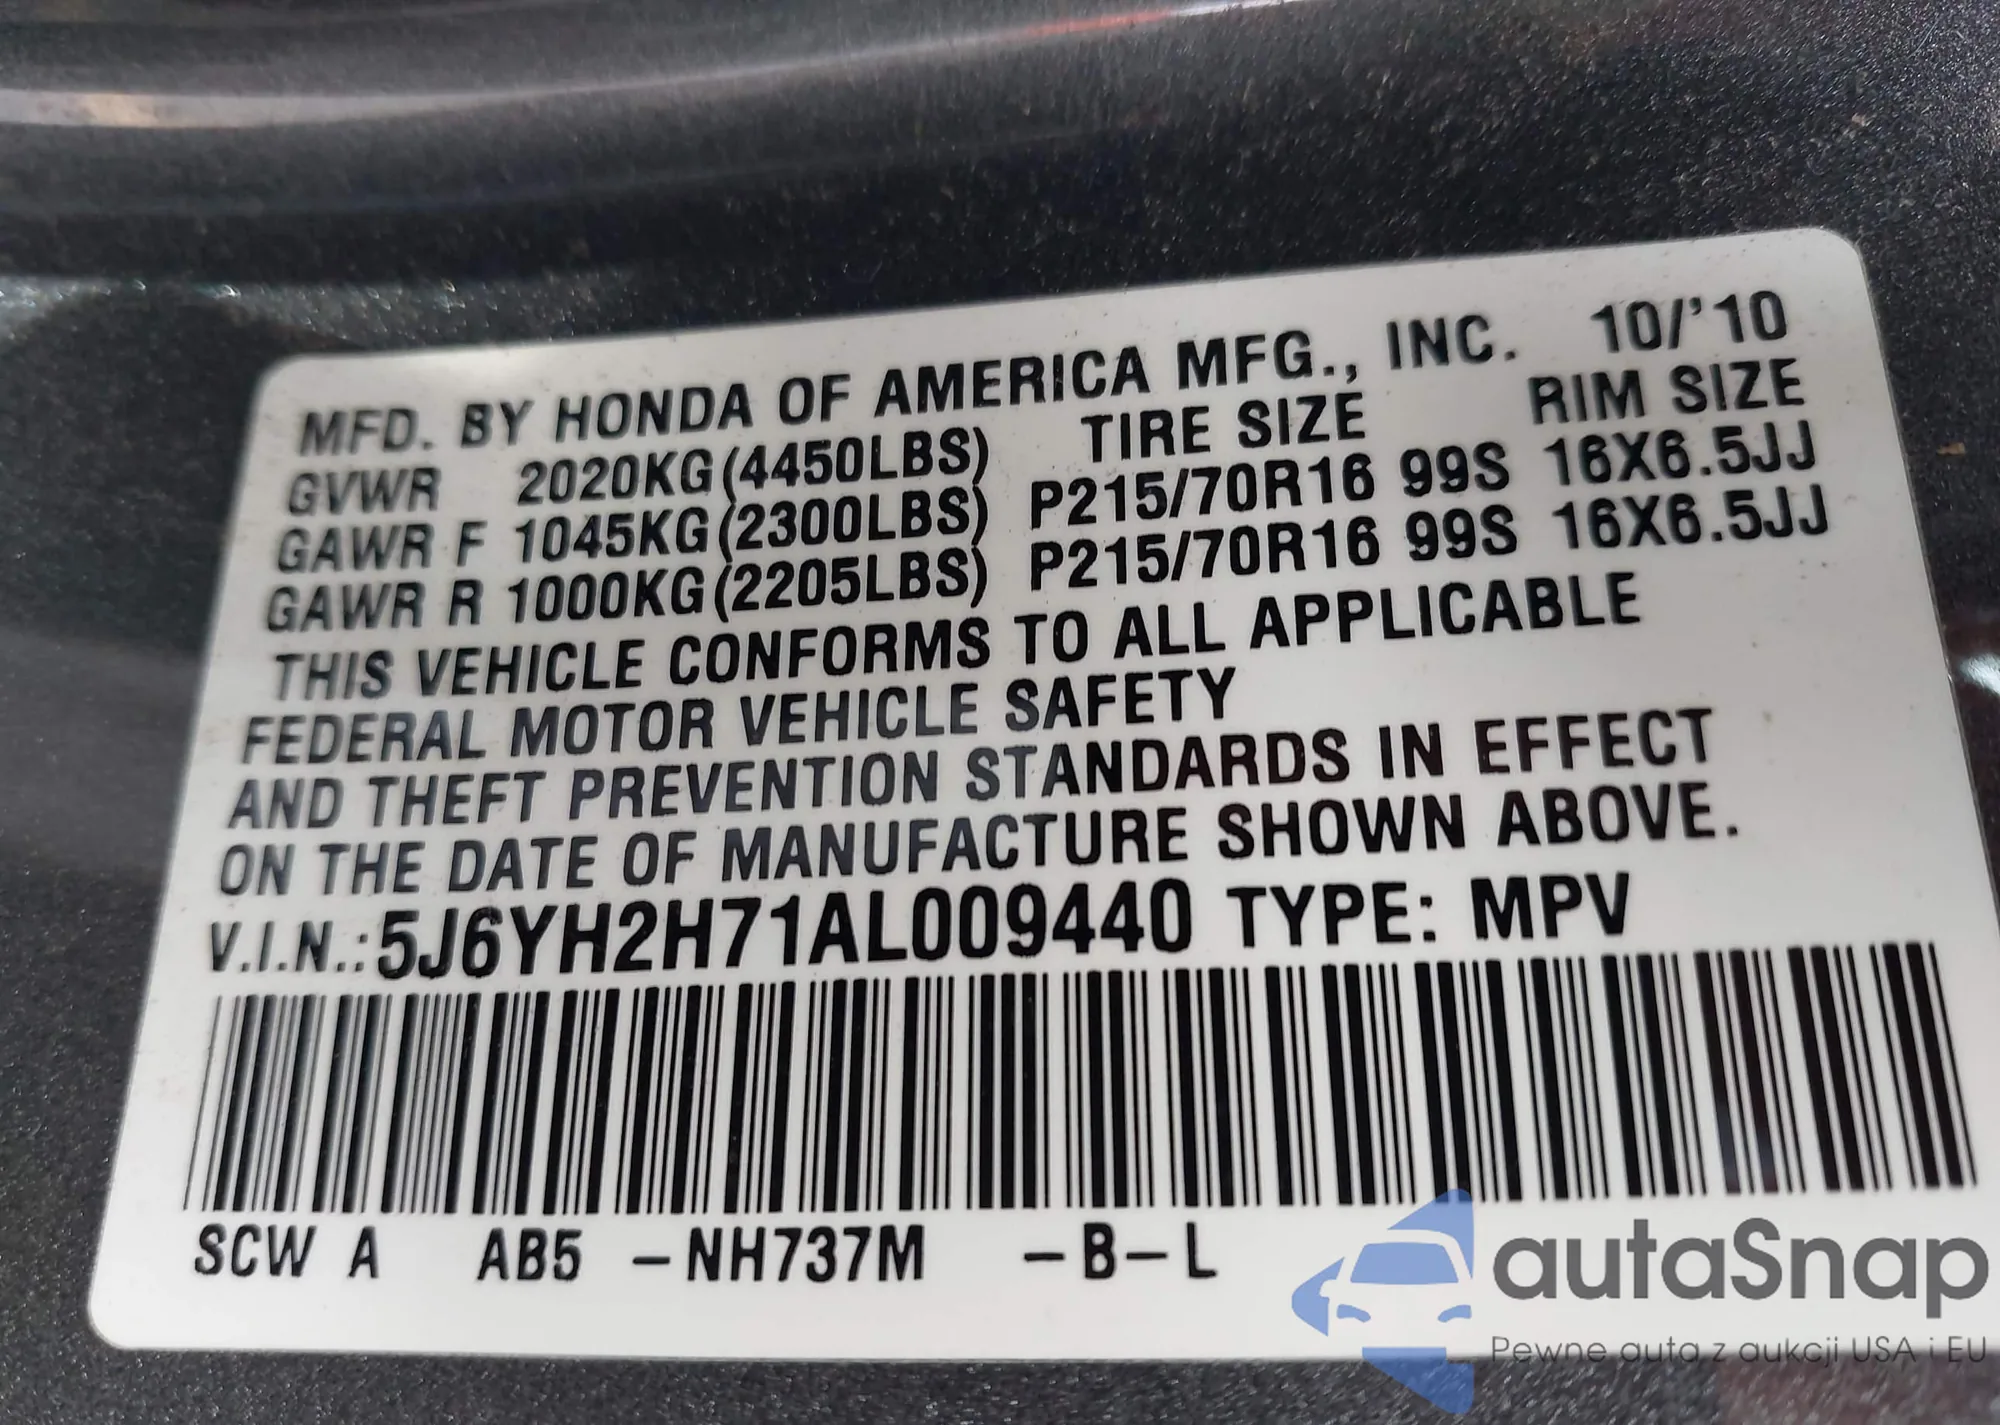 MFD. BY HONDA OF AMERICA MFG., INC. 10/'10
GVWR 2020KG(4450LBS) TIRE SIZE RIM SIZE
GAWR F 1045KG(2300LBS) P215/70R16 99S 16X6.5JJ
GAWR R 1000KG(2205LBS) P215/70R16 99S 16X6.5JJ
THIS VEHICLE CONFORMS TO ALL APPLICABLE
FEDERAL MOTOR VEHICLE SAFETY
AND THEFT PREVENTION STANDARDS IN EFFECT
ON THE DATE OF MANUFACTURE SHOWN ABOVE.
V.I.N.:5J6YH2H71AL009440 TYPE: MPV
SCW A AB5 -NH737M -B-L
autaSnap
Pewne auta z aukcji USA i EU